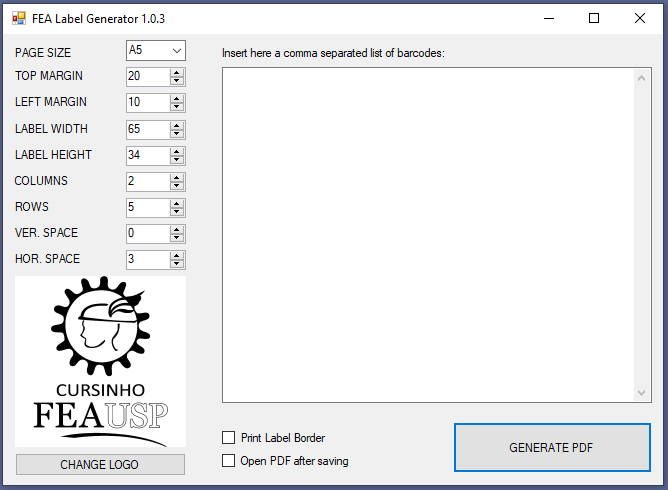 FEA Label Generator 1.0.3
PAGE SIZE A5
TOP MARGIN 20
LEFT MARGIN 10
LABEL WIDTH 65
LABEL HEIGHT 34
COLUMNS 2
ROWS 5
VER. SPACE 0
HOR. SPACE 3
CURSINHO
FEAUSP
CHANGE LOGO
Insert here a comma separated list of barcodes:
Print Label Border
Open PDF after saving
GENERATE PDF